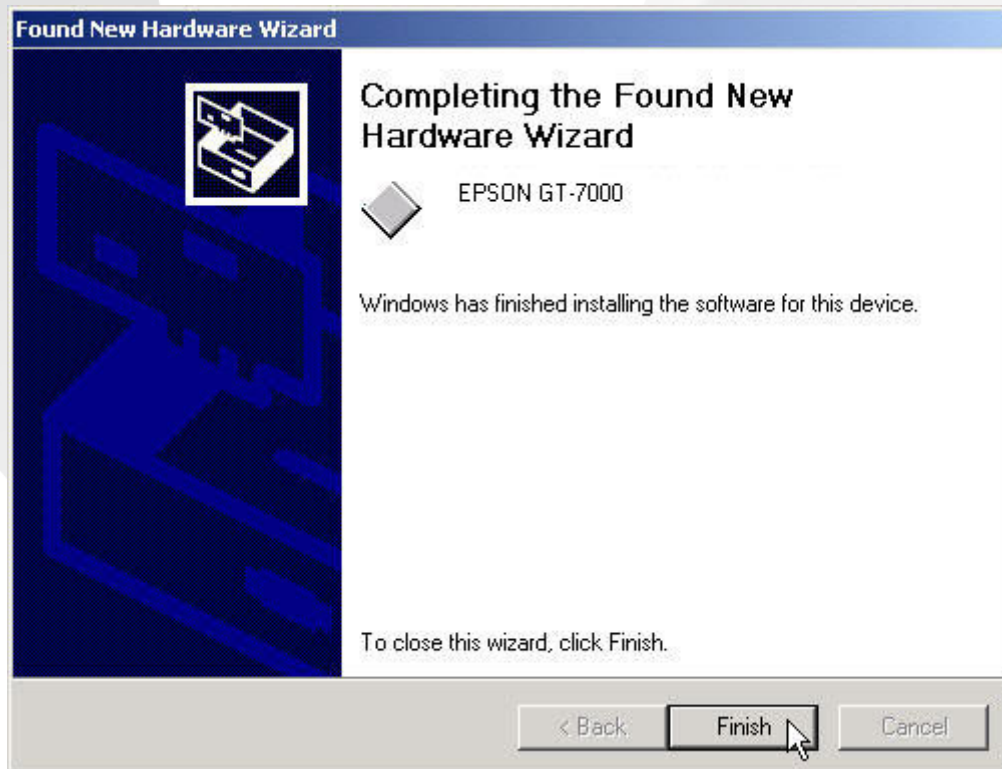 Found New Hardware Wizard
Completing the Found New
Hardware Wizard
EPSON GT-7000
Windows has finished installing the software for this device.
To close this wizard, click Finish.
< Back
Finish
Cancel